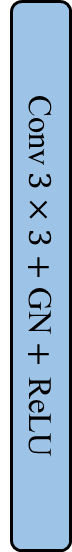 Conv 3 × 3 + GN + ReLU